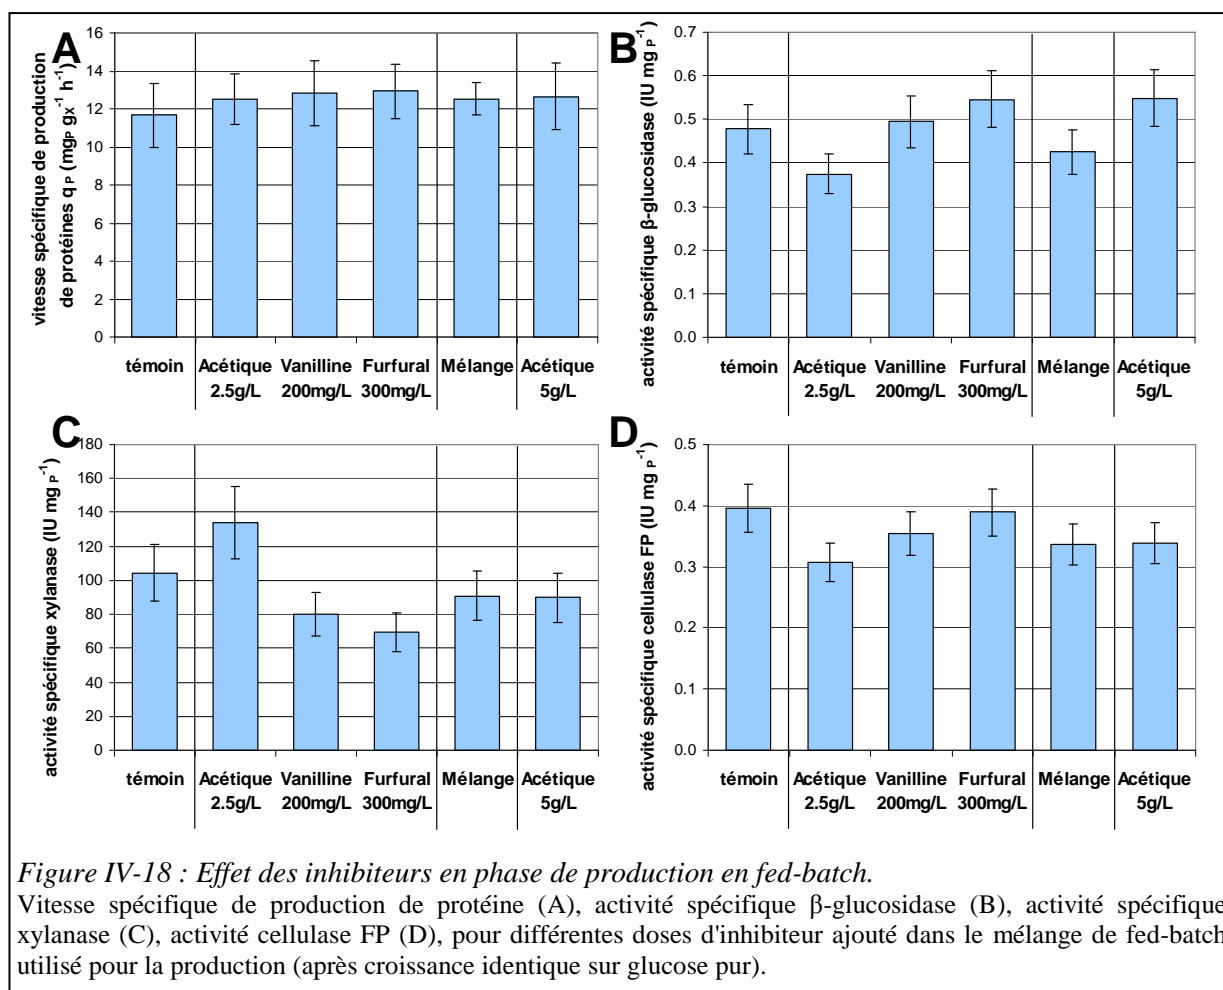 A
vitesse spécifique de production
de protéines q P (mgP gx-1 h-1)
16
14
12
10
8
6
4
2
0
témoin
Acétique
2.5g/L
Vanilline
200mg/L
Furfural
300mg/L
Mélange
Acétique
5g/L
B
activité spécifique β-glucosidase (IU mg P-1)
0.7
0.6
0.5
0.4
0.3
0.2
0.1
0.0
témoin
Acétique
2.5g/L
Vanilline
200mg/L
Furfural
300mg/L
Mélange
Acétique
5g/L
C
activité spécifique xylanase (IU mg P-1)
180
160
140
120
100
80
60
40
20
0
témoin
Acétique
2.5g/L
Vanilline
200mg/L
Furfural
300mg/L
Mélange
Acétique
5g/L
D
activité spécifique cellulase FP (IU mg P-1)
0.5
0.4
0.3
0.2
0.1
0.0
témoin
Acétique
2.5g/L
Vanilline
200mg/L
Furfural
300mg/L
Mélange
Acétique
5g/L
Figure IV-18 : Effet des inhibiteurs en phase de production en fed-batch.
Vitesse spécifique de production de protéine (A), activité spécifique β-glucosidase (B), activité spécifique
xylanase (C), activité cellulase FP (D), pour différentes doses d'inhibiteur ajouté dans le mélange de fed-batch
utilisé pour la production (après croissance identique sur glucose pur).